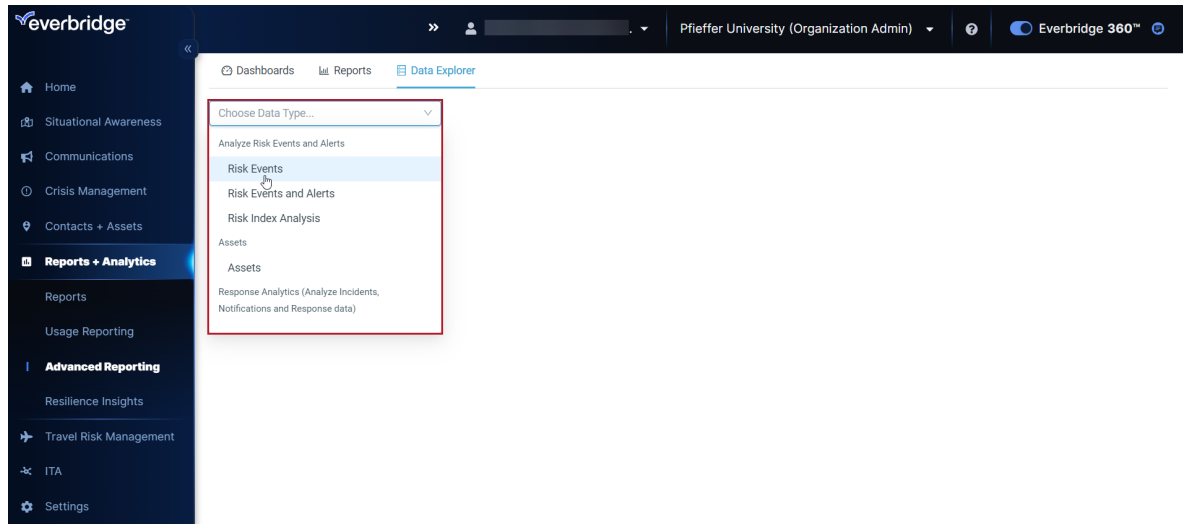 everbridge
»
. Pfieffer University (Organization Admin)
Everbridge 360™
«
Dashboards Reports Data Explorer
Home
Situational Awareness
Communications
Crisis Management
Contacts + Assets
Reports + Analytics
Reports
Usage Reporting
Advanced Reporting
Resilience Insights
Travel Risk Management
ITA
Settings
Choose Data Type...
Analyze Risk Events and Alerts
Risk Events
Risk Events and Alerts
Risk Index Analysis
Assets
Assets
Response Analytics (Analyze Incidents,
Notifications and Response data)